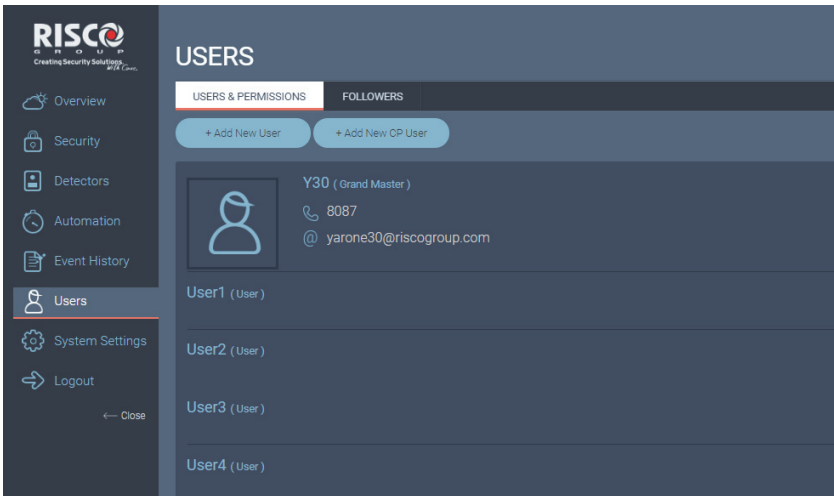 RISCO
GROUP
Creating Security Solutions
With Care.
Overview
Security
Detectors
Automation
Event History
Users
System Settings
Logout
← Close
USERS
USERS & PERMISSIONS FOLLOWERS
+ Add New User + Add New CP User
Y30 ( Grand Master )
8087
@ yarone30@riscogroup.com
User1 ( User )
User2 ( User )
User3 ( User )
User4 ( User )